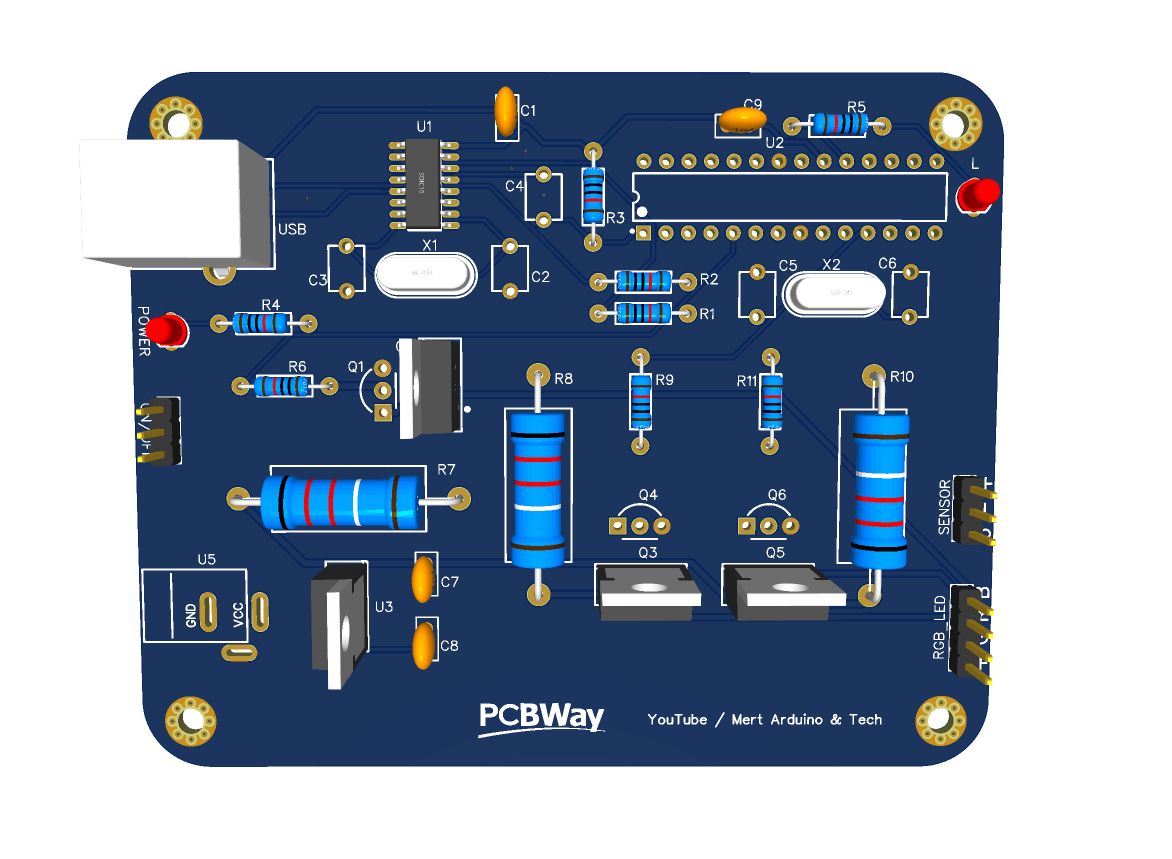 C1
C9
R5
U1
U2
L
C4
R3
USB
X1
C3
C2
R2
C5
X2
C6
R1
R4
POWER
R6
Q1
R8
R9
R11
R10
R7
Q4
Q6
SENSOR
Q3
Q5
U5
C7
GND
VCC
U3
RGB LED
C8
PCBWay
YouTube / Mert Arduino & Tech